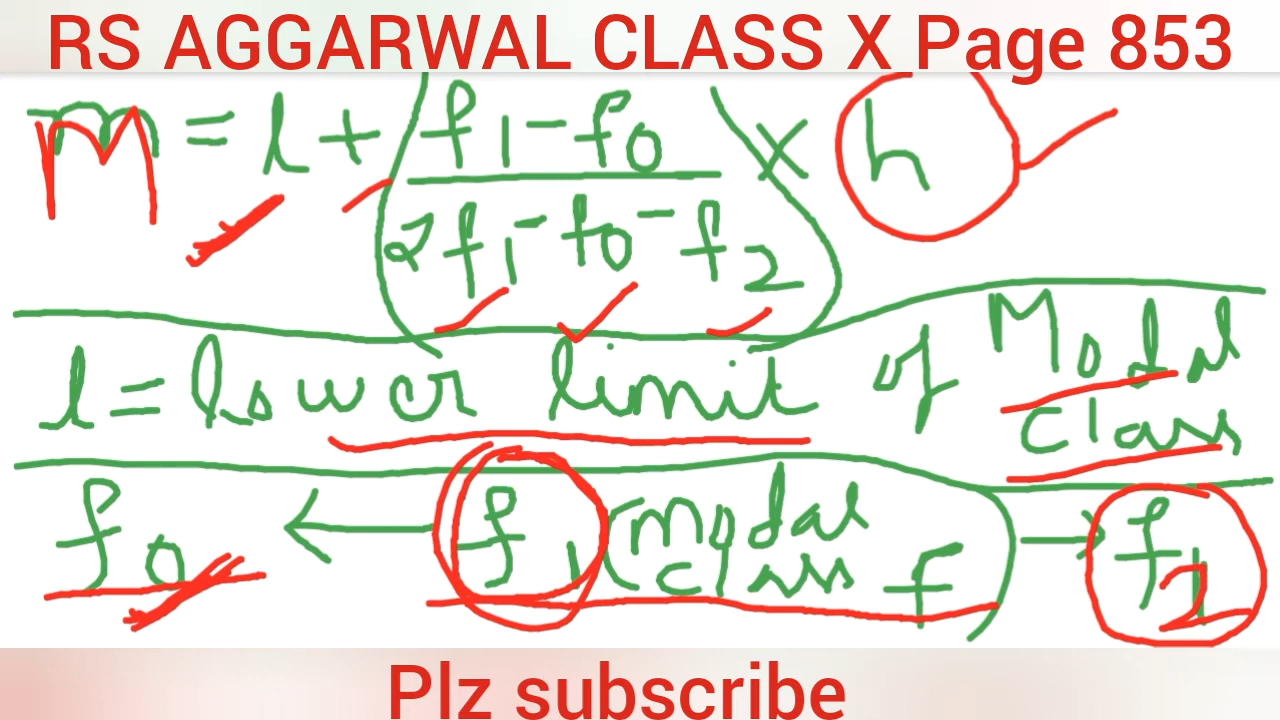 RS AGGARWAL CLASS X Page 853
M = l + (f1 - f0 / 2f1 - f0 - f2) × h
l = lower limit of Modal class
f0 ← f1 (modal class f) → f2
Plz subscribe